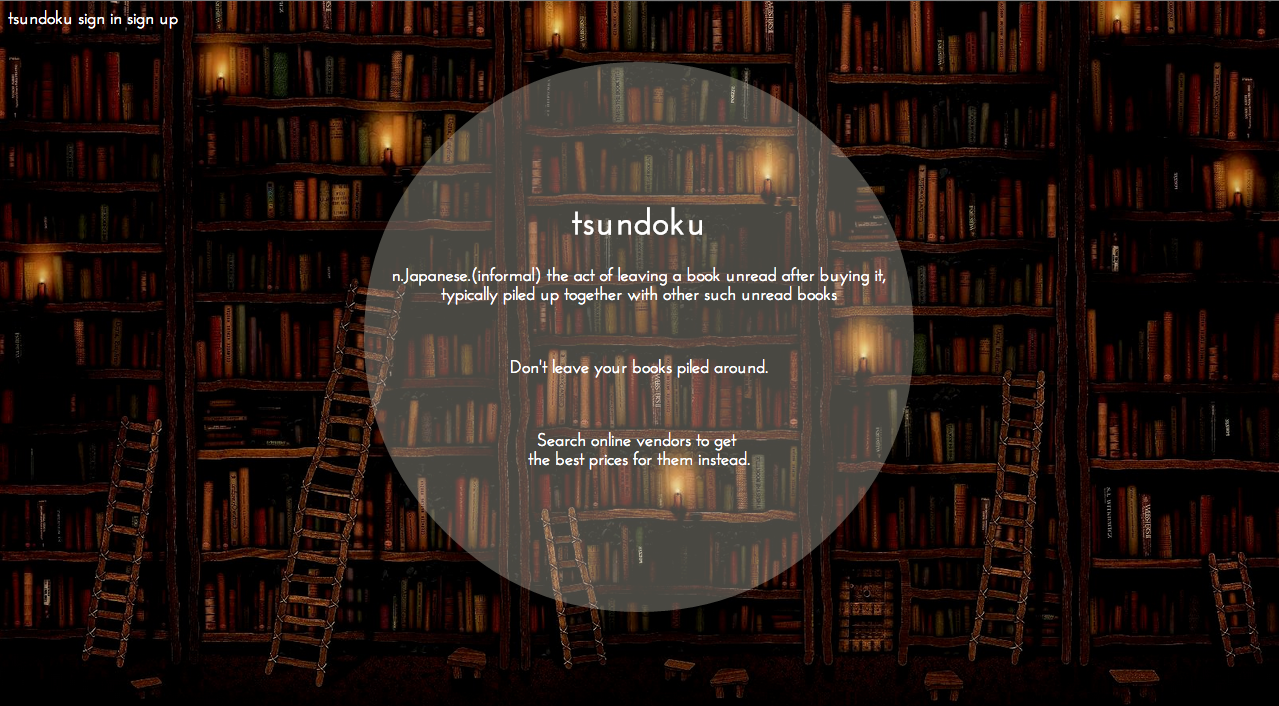 tsundoku sign in sign up
tsundoku
n.Japanese.(informal) the act of leaving a book unread after buying it,
typically piled up together with other such unread books
Don't leave your books piled around.
Search online vendors to get
the best prices for them instead.